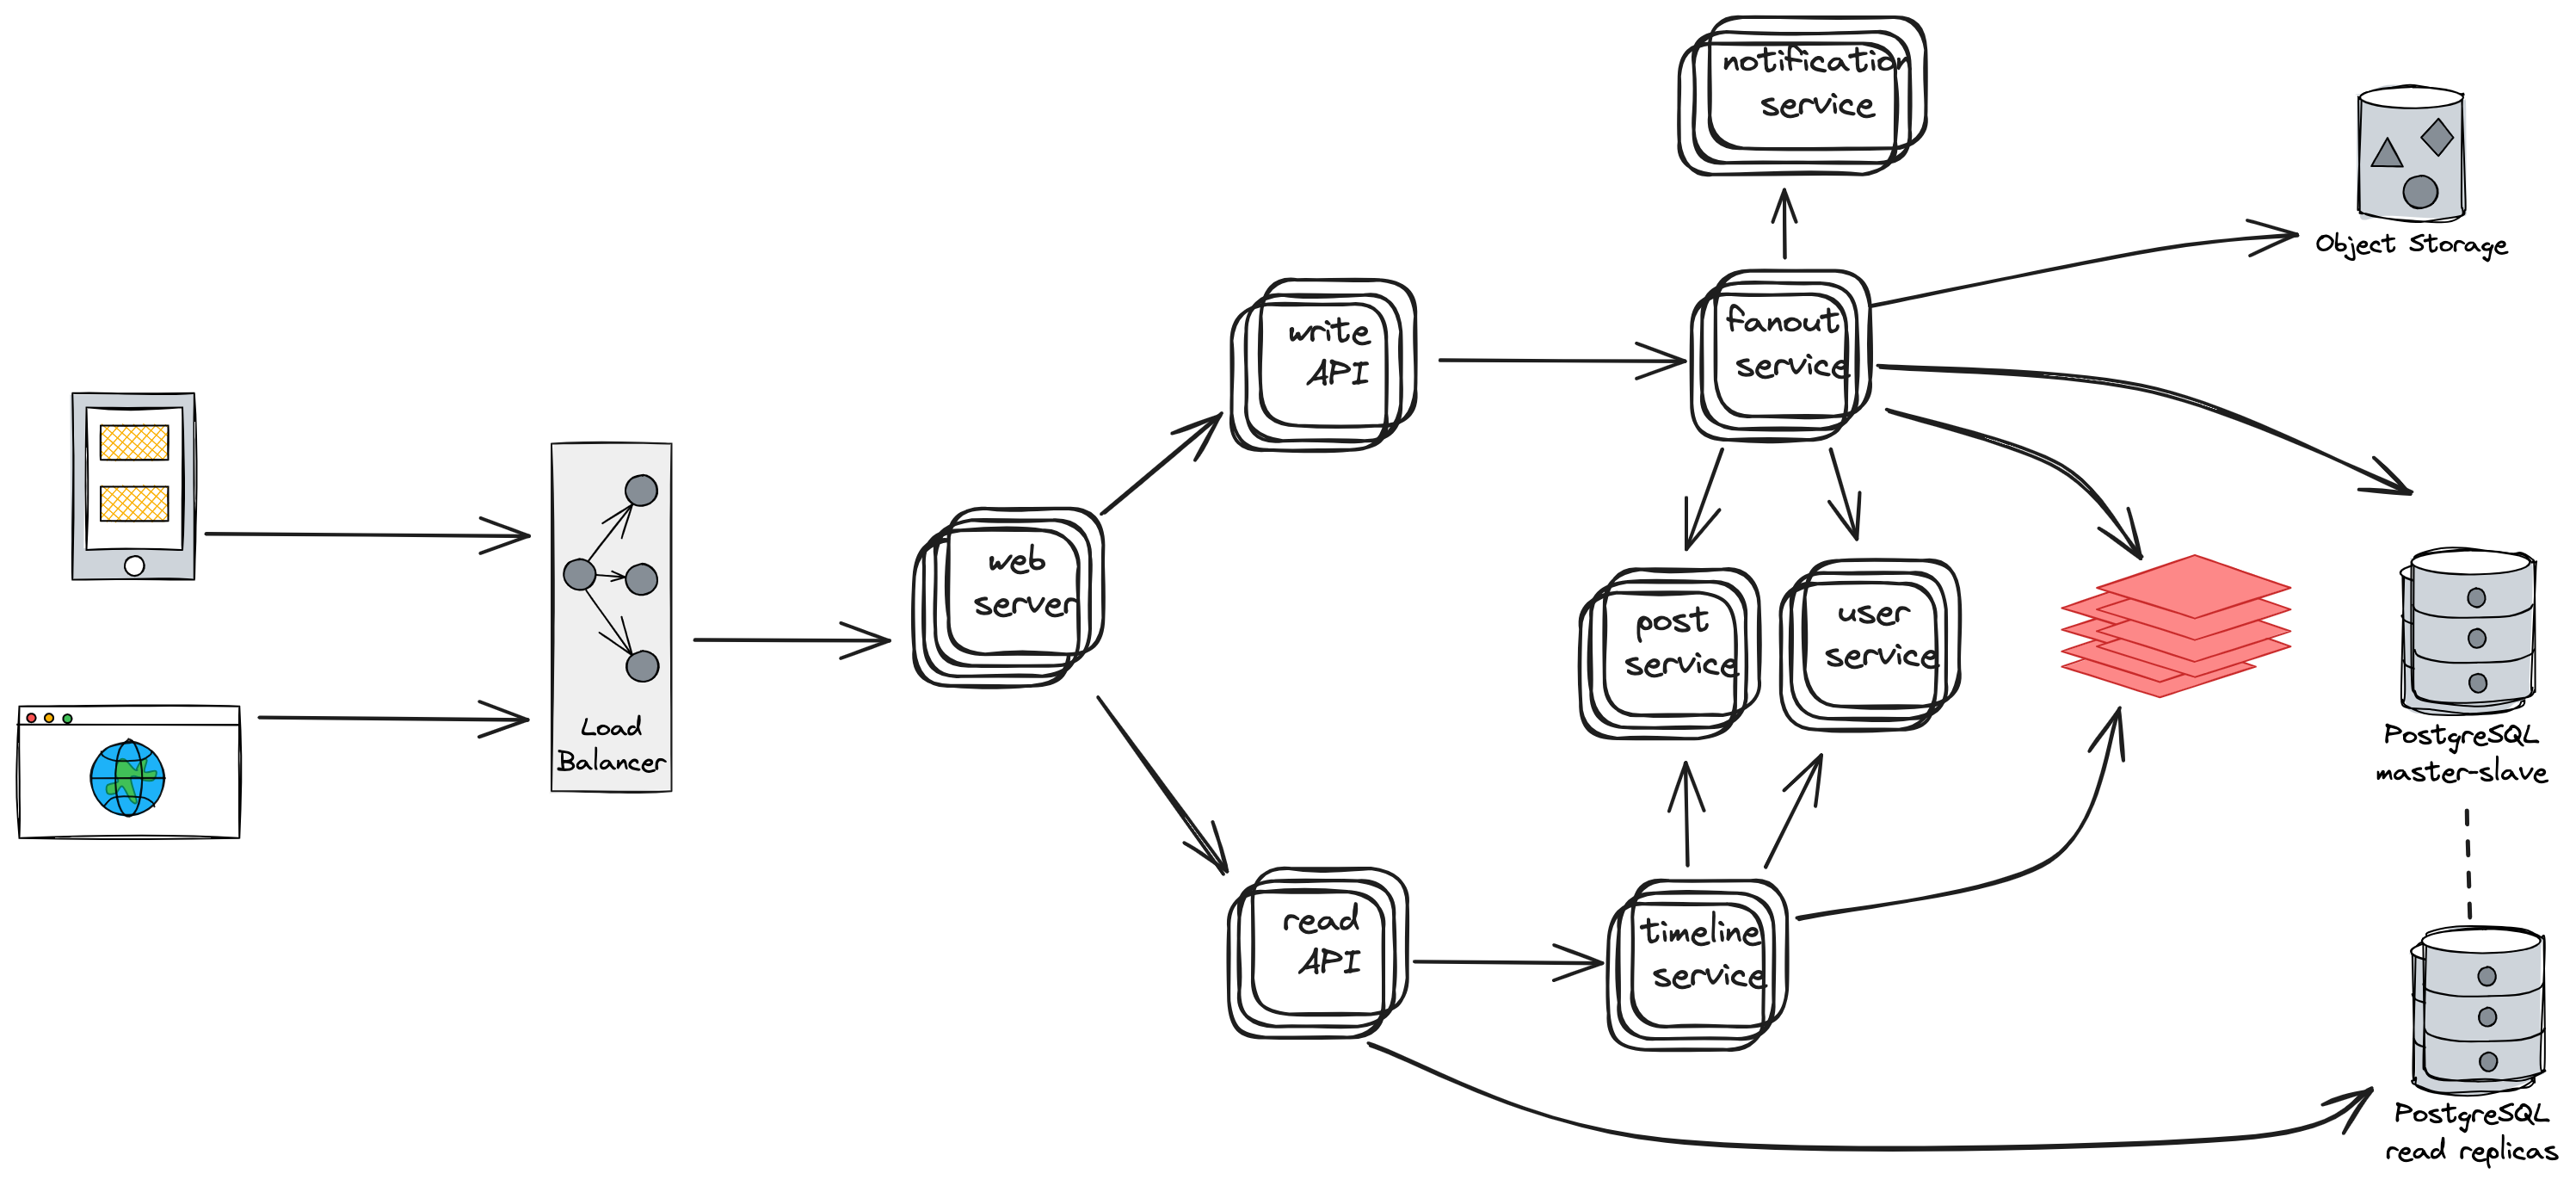 notification
service
Object Storage
write
API
fanout
service
web
server
post
service
user
service
Load
Balancer
PostgreSQL
master-slave
read
API
timeline
service
PostgreSQL
read replicas